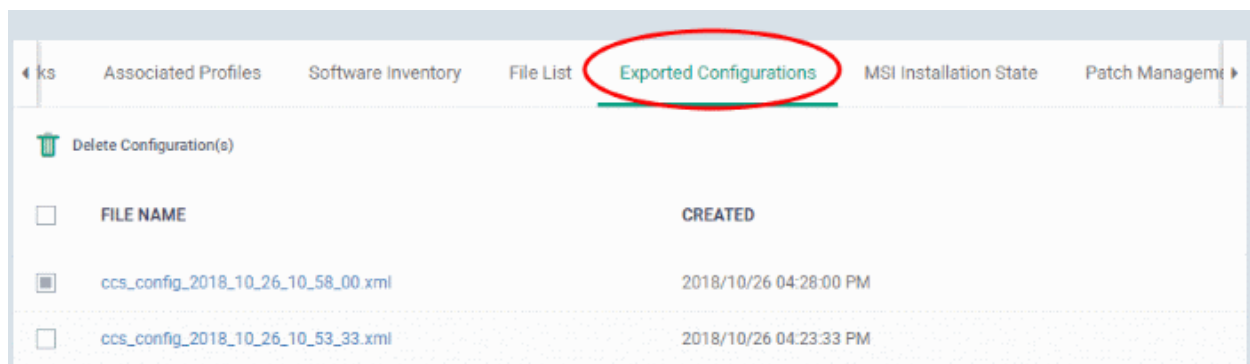 ks Associated Profiles Software Inventory File List Exported Configurations MSI Installation State Patch Manageme
Delete Configuration(s)
FILE NAME CREATED
ccs_config_2018_10_26_10_58_00.xml 2018/10/26 04:28:00 PM
ccs_config_2018_10_26_10_53_33.xml 2018/10/26 04:23:33 PM